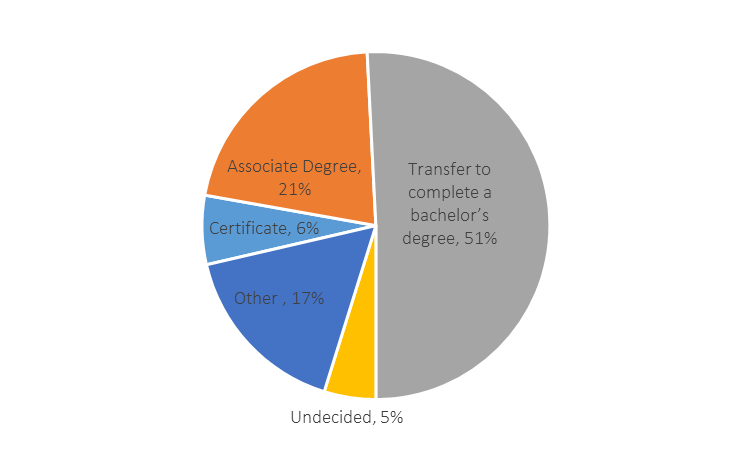 Associate Degree,
21%
Transfer to
complete a
bachelor’s
degree, 51%
Certificate, 6%
Other , 17%
Undecided, 5%